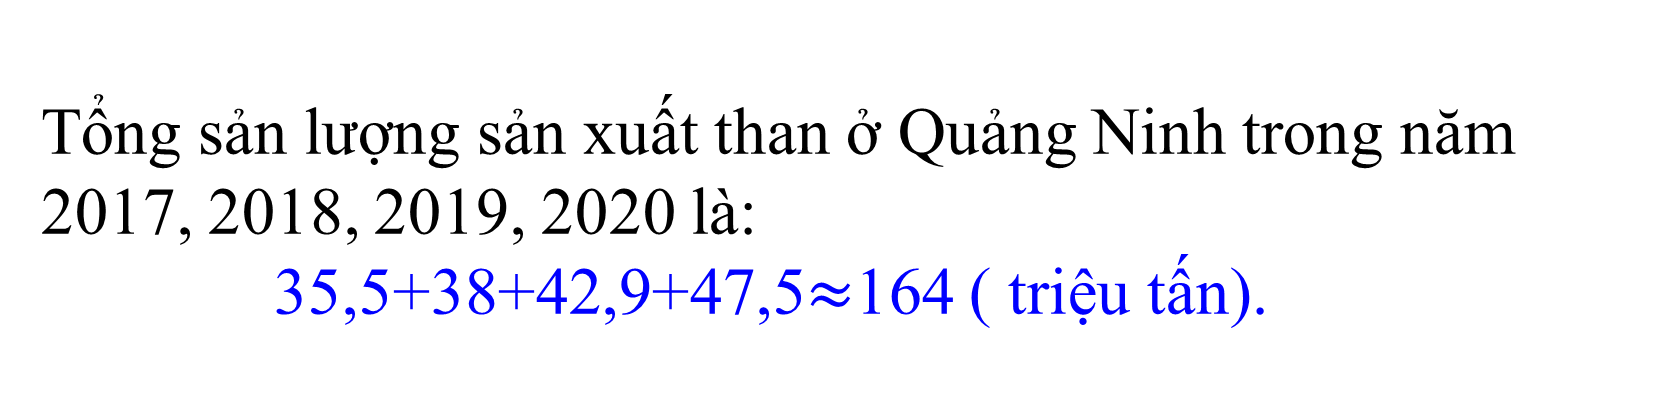 Tổng sản lượng sản xuất than ở Quảng Ninh trong năm
2017, 2018, 2019, 2020 là:
35,5+38+42,9+47,5≈164 ( triệu tấn).